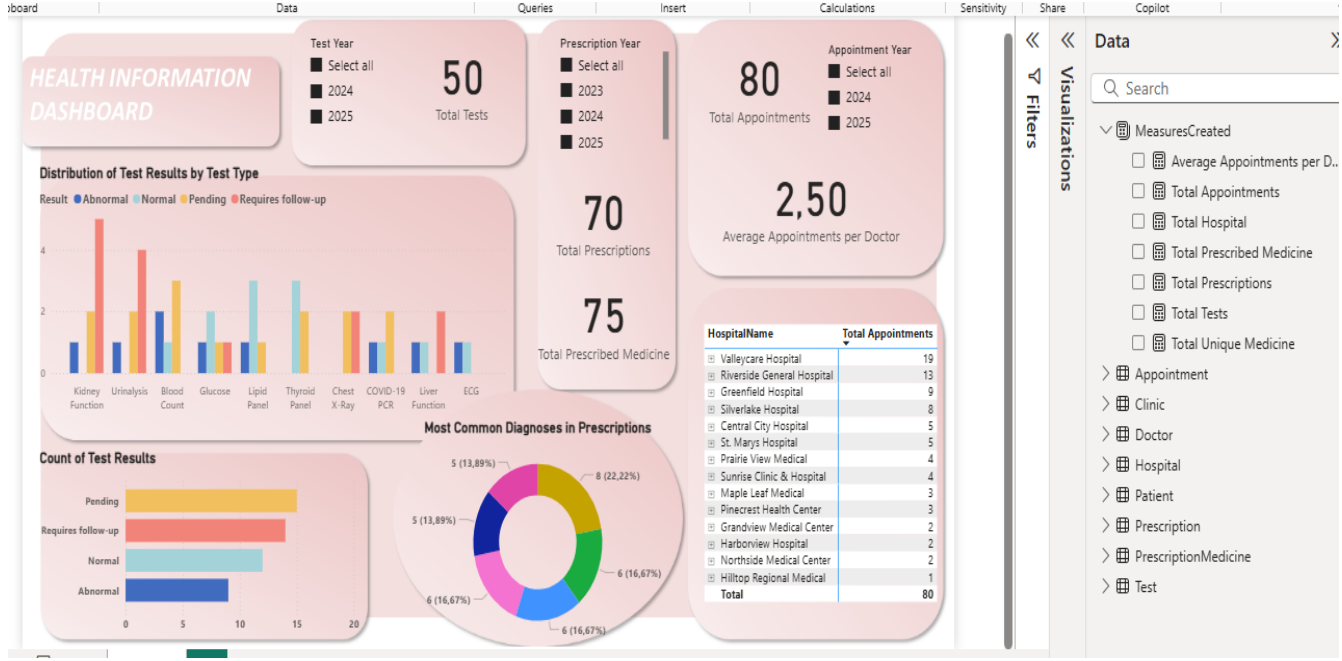 Data
Queries
Insert
Calculations
Sensitivity
Share
Copilot
HEALTH INFORMATION
DASHBOARD
Test Year
Select all
2024
2025
50
Total Tests
Prescription Year
Select all
2023
2024
2025
70
Total Prescriptions
75
Total Prescribed Medicine
80
Total Appointments
Appointment Year
Select all
2024
2025
2,50
Average Appointments per Doctor
Distribution of Test Results by Test Type
Result Abnormal Normal Pending Requires follow-up
4
2
0
Kidney Function
Urinalysis
Blood Count
Glucose
Lipid Panel
Thyroid Panel
Chest X-Ray
COVID-19 PCR
Liver Function
ECG
Count of Test Results
Pending
Requires follow-up
Normal
Abnormal
0 5 10 15 20
Most Common Diagnoses in Prescriptions
5 (13,89%)
8 (22,22%)
5 (13,89%)
6 (16,67%)
6 (16,67%)
6 (16,67%)
HospitalName Total Appointments
Valleycare Hospital 19
Riverside General Hospital 13
Greenfield Hospital 9
Silverlake Hospital 8
Central City Hospital 5
St. Marys Hospital 5
Prairie View Medical 4
Sunrise Clinic & Hospital 4
Maple Leaf Medical 3
Pinecrest Health Center 3
Grandview Medical Center 2
Harborview Hospital 2
Northside Medical Center 2
Hilltop Regional Medical 1
Total 80
Filters
Visualizations
Data
Search
MeasuresCreated
Average Appointments per D...
Total Appointments
Total Hospital
Total Prescribed Medicine
Total Prescriptions
Total Tests
Total Unique Medicine
Appointment
Clinic
Doctor
Hospital
Patient
Prescription
PrescriptionMedicine
Test